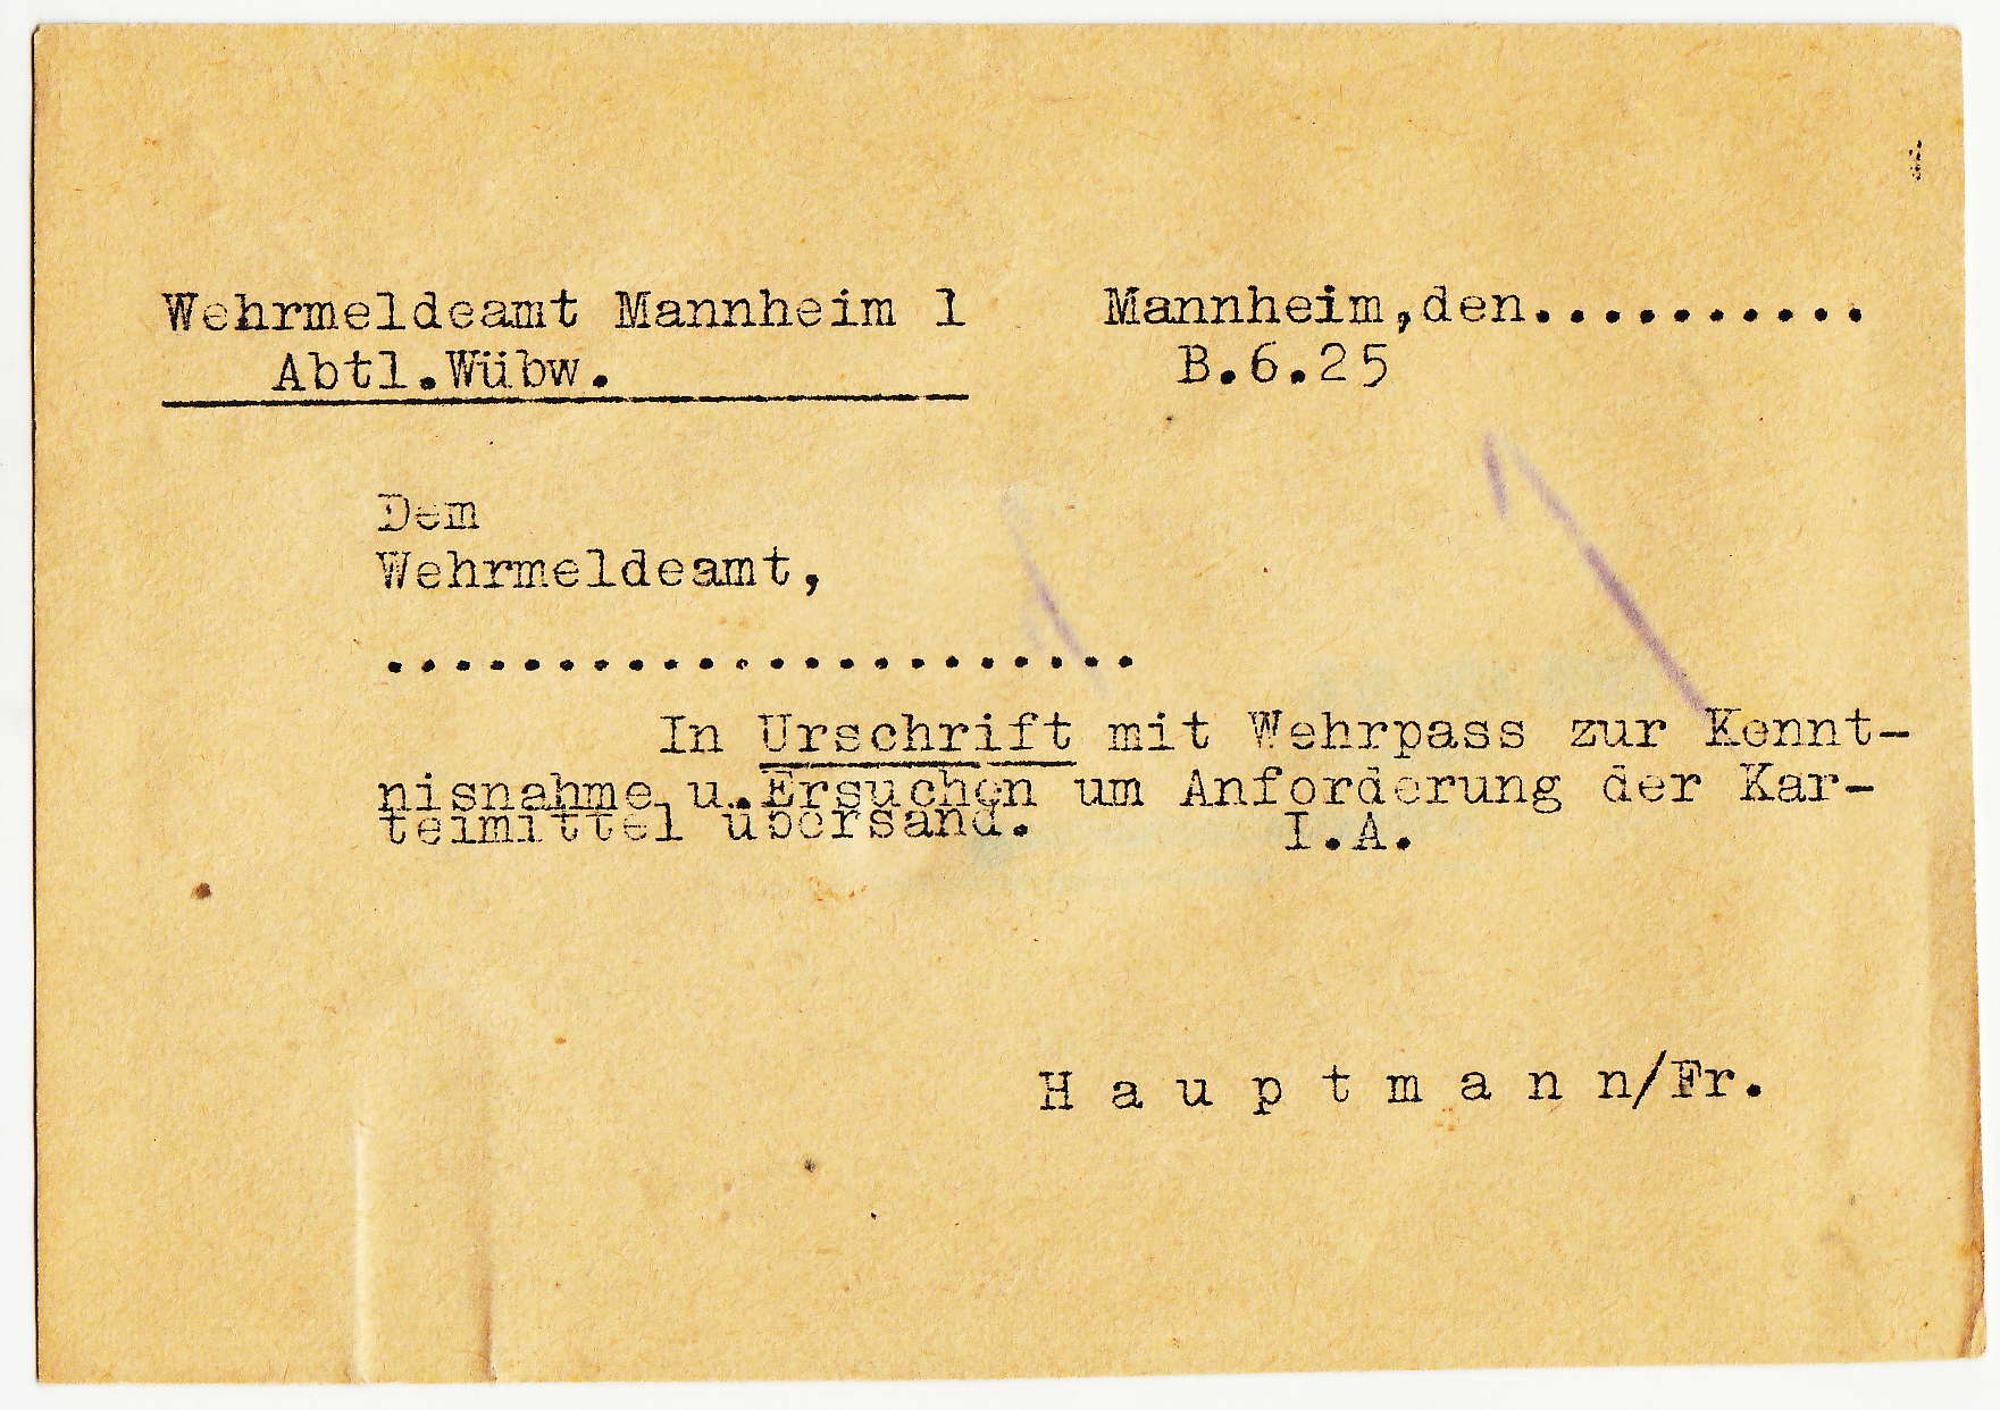 Wehrmeldeamt Mannheim 1 Mannheim,den...........
Abtl.Wübw. B.6.25
Dem
Wehrmeldeamt,
......................
In Urschrift mit Wehrpass zur Kennt-
nisnahme u.Ersuchen um Anforderung der Kar-
teimittel übersand. I.A.
H a u p t m a n n/Fr.